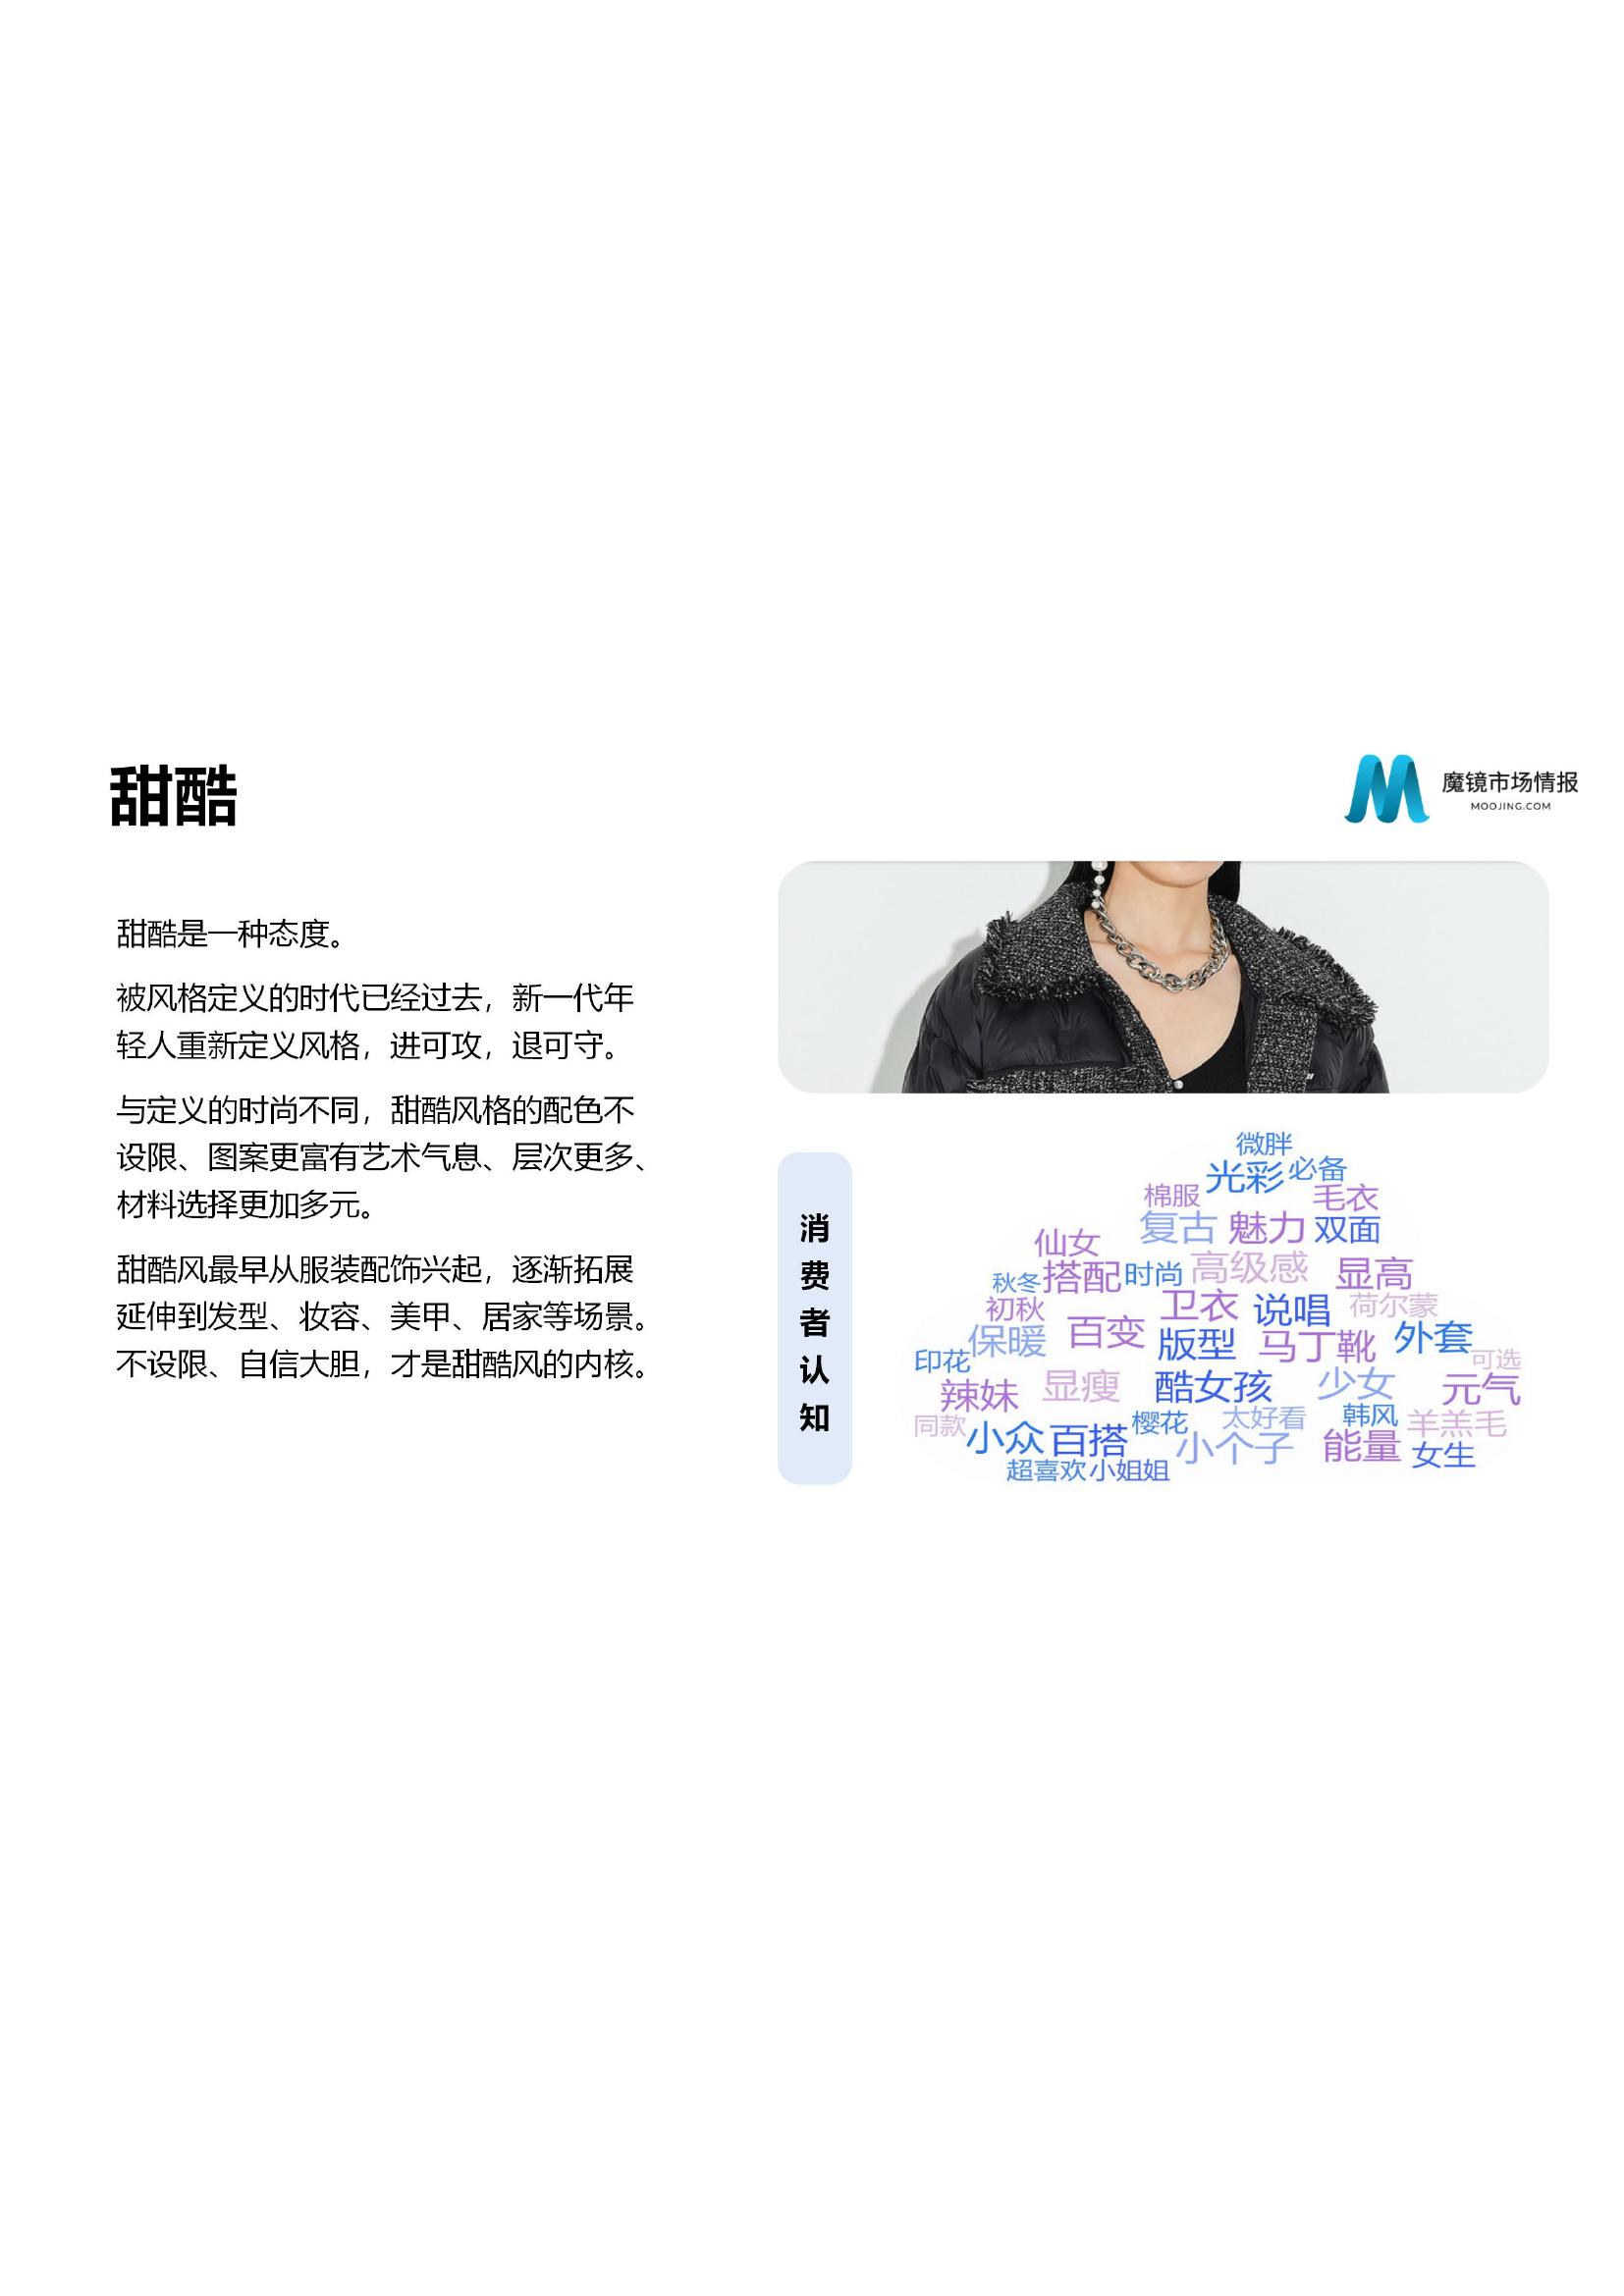 甜酷
魔镜市场情报
MOOJING.COM
甜酷是一种态度。
被风格定义的时代已经过去，新一代年
轻人重新定义风格，进可攻，退可守。
与定义的时尚不同，甜酷风格的配色不
设限、图案更富有艺术气息、层次更多、
材料选择更加多元。
甜酷风最早从服装配饰兴起，逐渐拓展
延伸到发型、妆容、美甲、居家等场景。
不设限、自信大胆，才是甜酷风的内核。
消费者认知
微胖
光彩 必备
棉服 毛衣
复古 魅力 双面
仙女
秋冬 搭配 时尚 高级感 显高
初秋 卫衣 说唱 荷尔蒙
保暖 百变 版型 马丁靴 外套
印花 可选
辣妹 显瘦 酷女孩 少女 元气
同款 小众 百搭 樱花 太好看 韩风 羊羔毛
小个子 能量 女生
超喜欢 小姐姐